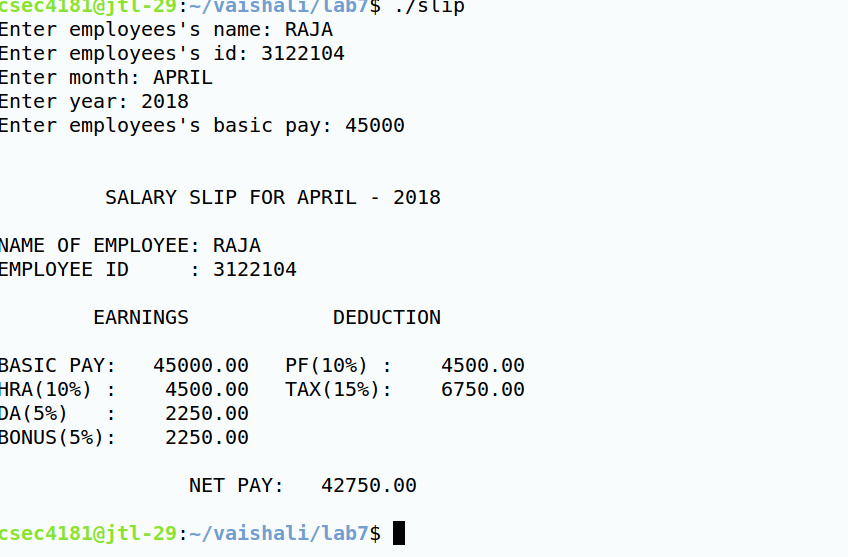 csec4181@jtl-29:~/vaishali/lab7$ ./slip
Enter employees's name: RAJA
Enter employees's id: 3122104
Enter month: APRIL
Enter year: 2018
Enter employees's basic pay: 45000
SALARY SLIP FOR APRIL - 2018
NAME OF EMPLOYEE: RAJA
EMPLOYEE ID     : 3122104
EARNINGS            DEDUCTION
BASIC PAY:   45000.00   PF(10%) :    4500.00
HRA(10%) :    4500.00   TAX(15%):    6750.00
DA(5%)   :    2250.00
BONUS(5%):    2250.00
NET PAY:   42750.00
csec4181@jtl-29:~/vaishali/lab7$